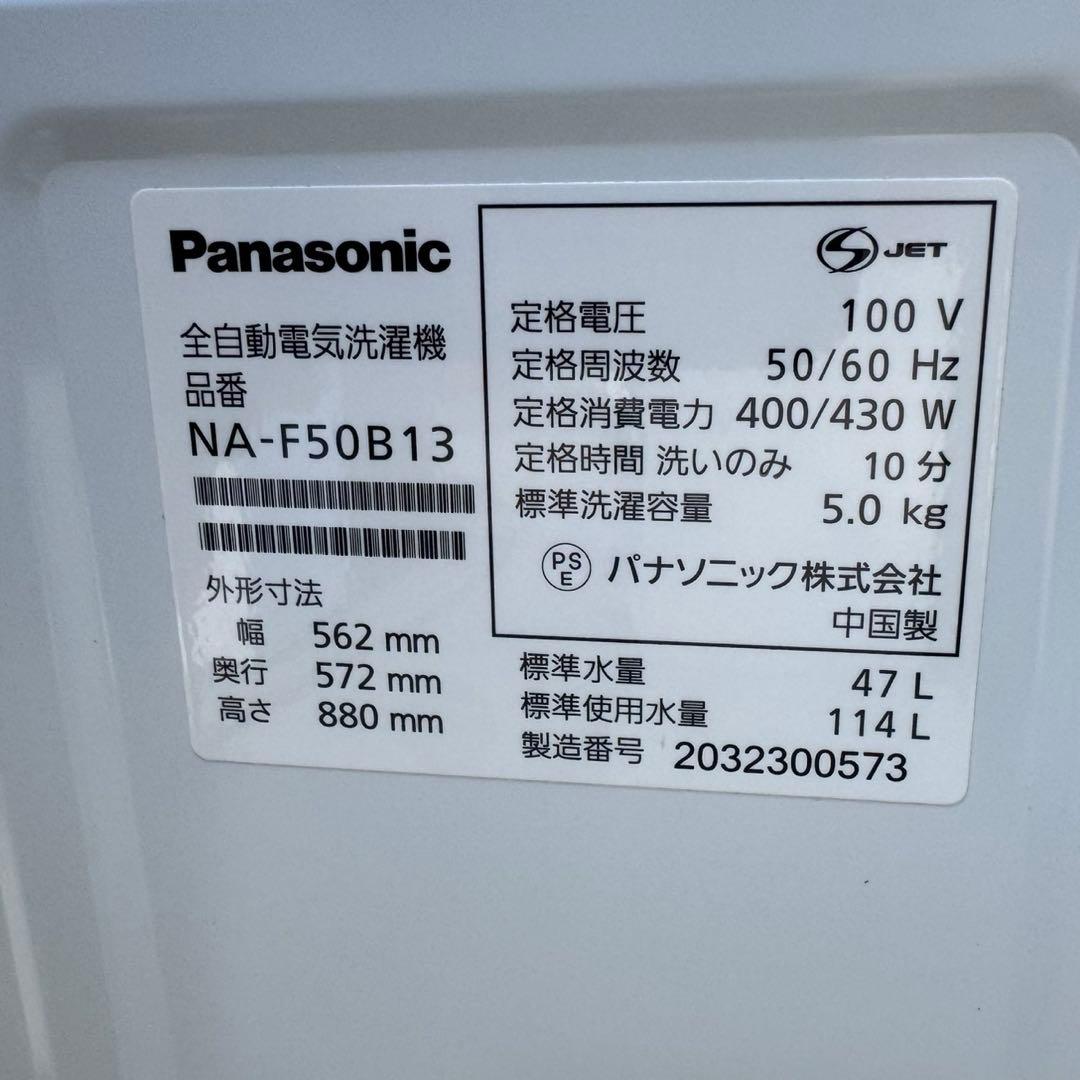 Panasonic
全自動電気洗濯機
品番
NA-F50B13
外形寸法
幅 562 mm
奥行 572 mm
高さ 880 mm
S JET
定格電圧 100 V
定格周波数 50/60 Hz
定格消費電力 400/430 W
定格時間 洗いのみ 10 分
標準洗濯容量 5.0 kg
PS E パナソニック株式会社
中国製
標準水量 47 L
標準使用水量 114 L
製造番号 2032300573